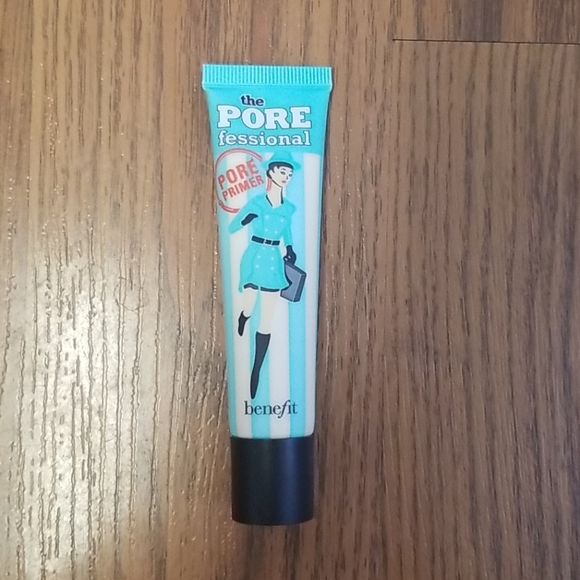 the
PORE
fessional
PORE
PRIMER
benefit